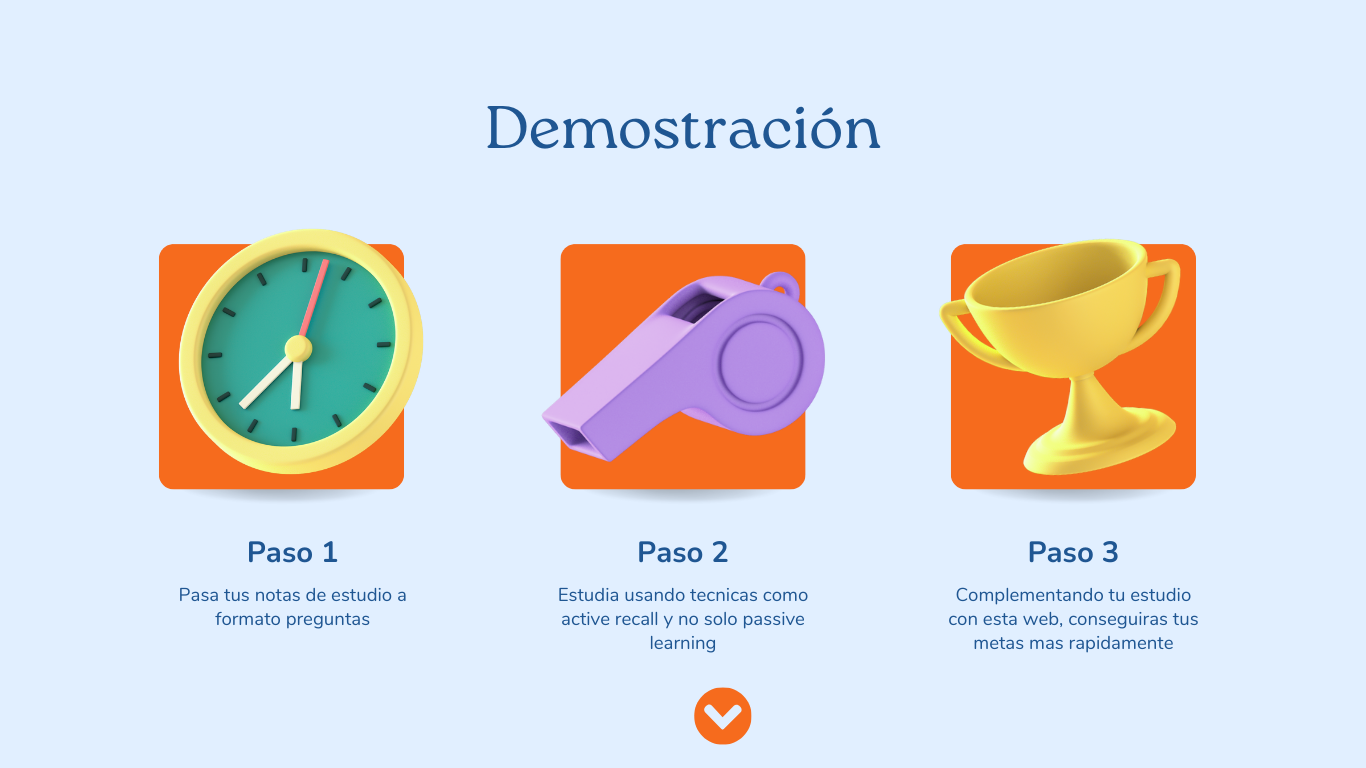 Demostración
Paso 1
Pasa tus notas de estudio a
formato preguntas
Paso 2
Estudia usando tecnicas como
active recall y no solo passive
learning
Paso 3
Complementando tu estudio
con esta web, conseguiras tus
metas mas rapidamente